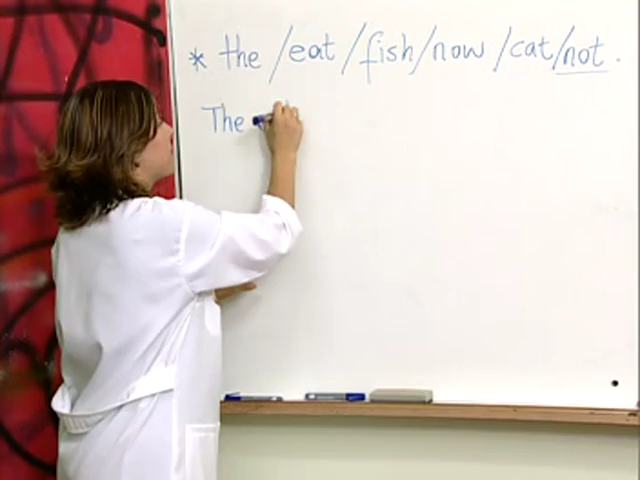 * the /eat /fish/now /cat/not.
The